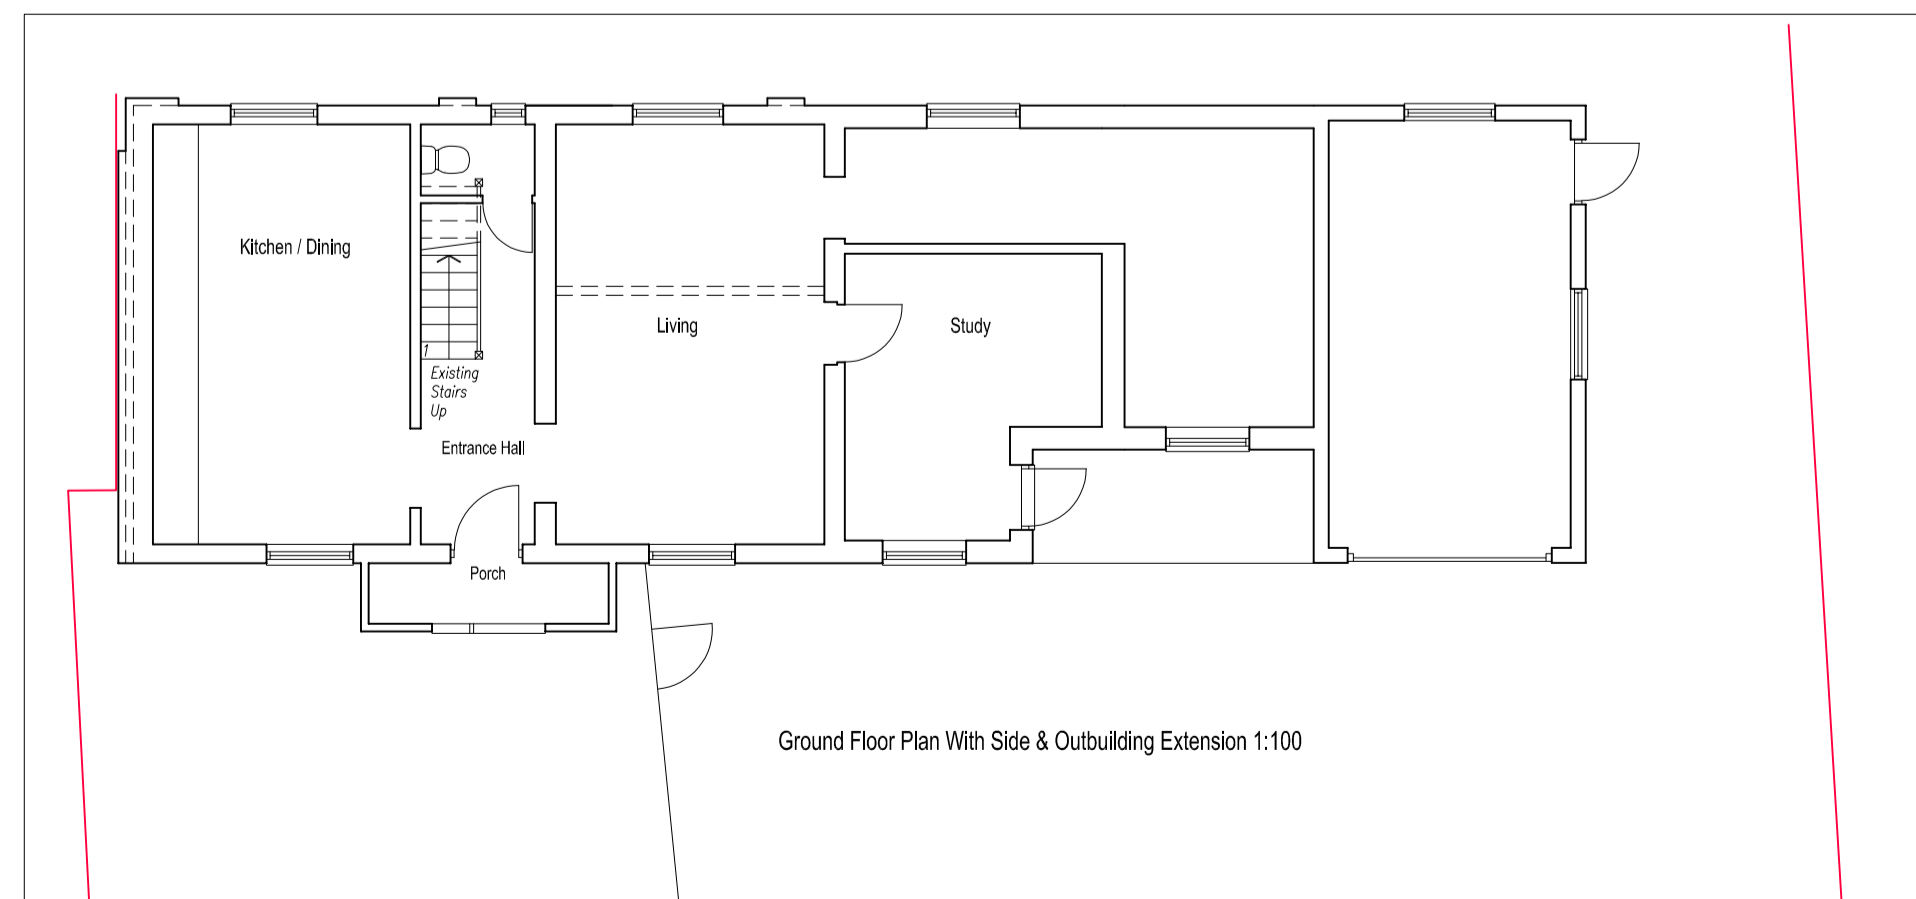 Kitchen / Dining
Living
Study
1
Existing
Stairs
Up
Entrance Hall
Porch
Ground Floor Plan With Side & Outbuilding Extension 1:100